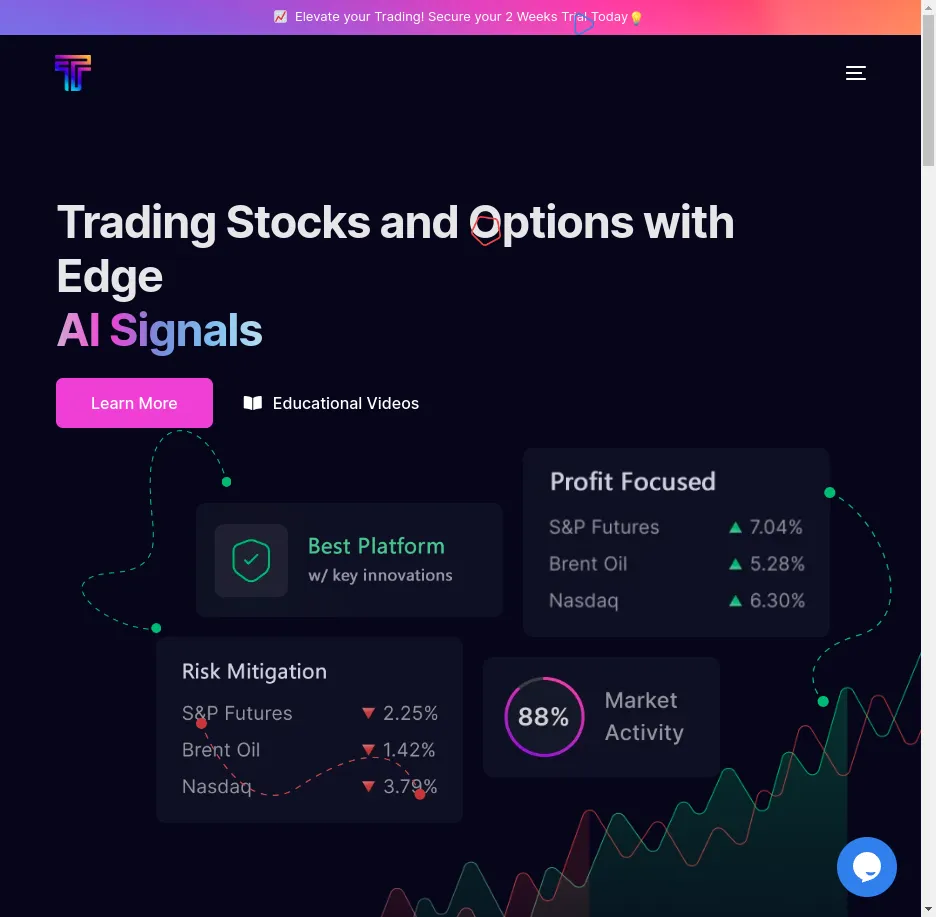 📈 Elevate your Trading! Secure your 2 Weeks Trial Today💡
Trading Stocks and Options with
Edge
AI Signals
Learn More
Educational Videos
Profit Focused
S&P Futures ▲ 7.04%
Brent Oil ▲ 5.28%
Nasdaq ▲ 6.30%
Best Platform
w/ key innovations
Risk Mitigation
S&P Futures ▼ 2.25%
Brent Oil ▼ 1.42%
Nasdaq ▼ 3.79%
88%
Market
Activity